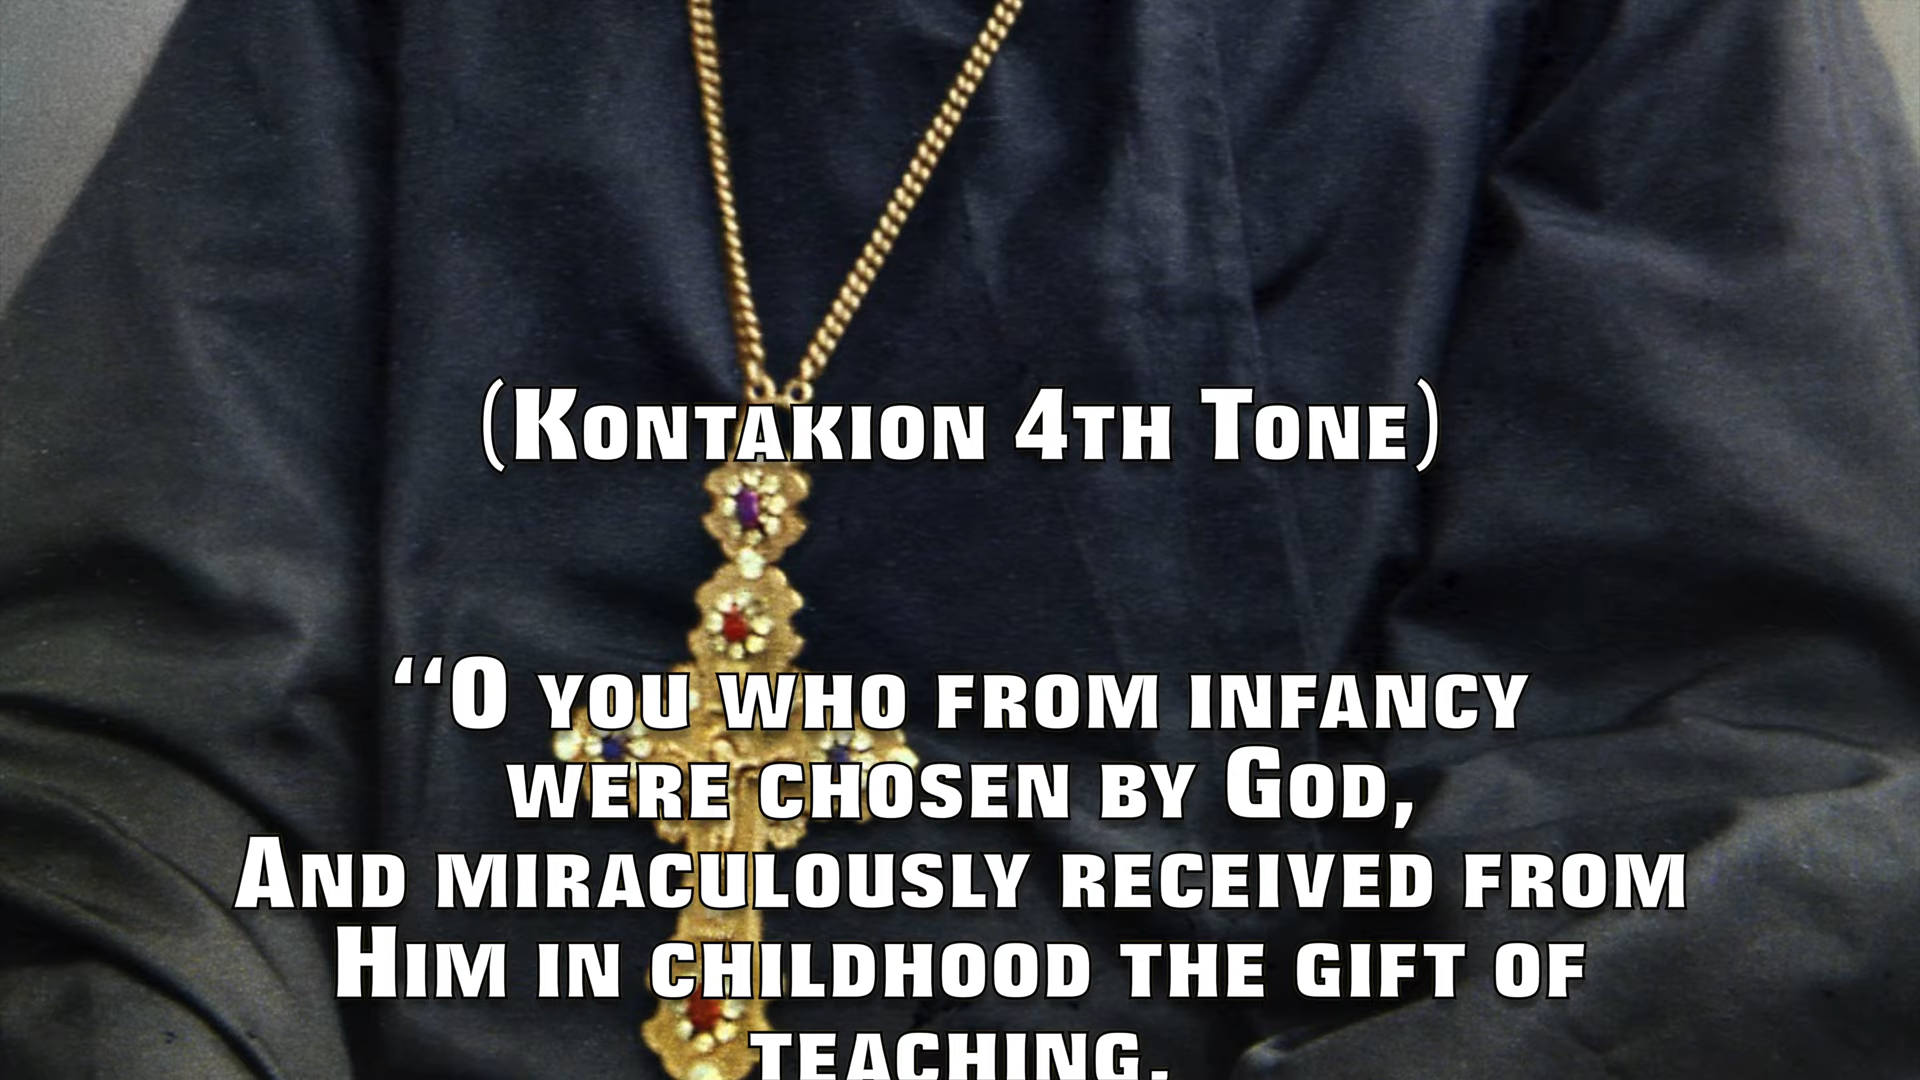 (Kontakion 4th Tone)
“O you who from infancy
were chosen by God,
And miraculously received from
Him in childhood the gift of
teaching,